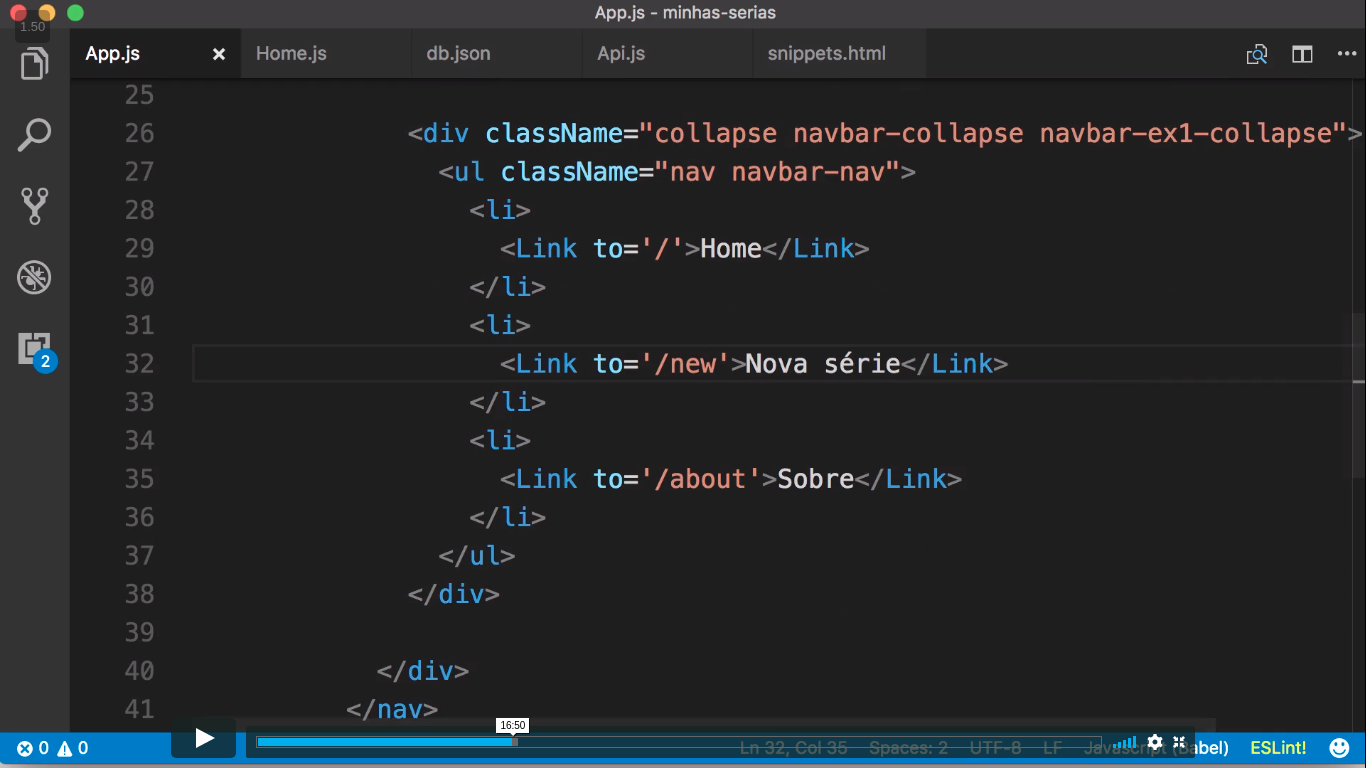 App.js - minhas-serias
1.50
App.js × Home.js db.json Api.js snippets.html
25
26 <div className="collapse navbar-collapse navbar-ex1-collapse">
27 <ul className="nav navbar-nav">
28 <li>
29 <Link to='/'>Home</Link>
30 </li>
31 <li>
32 <Link to='/new'>Nova série</Link>
33 </li>
34 <li>
35 <Link to='/about'>Sobre</Link>
36 </li>
37 </ul>
38 </div>
39
40 </div>
41 </nav>
2
16:50
0 0 Ln 32, Col 35 Spaces: 2 UTF-8 LF Javascript (Babel) ESLint!